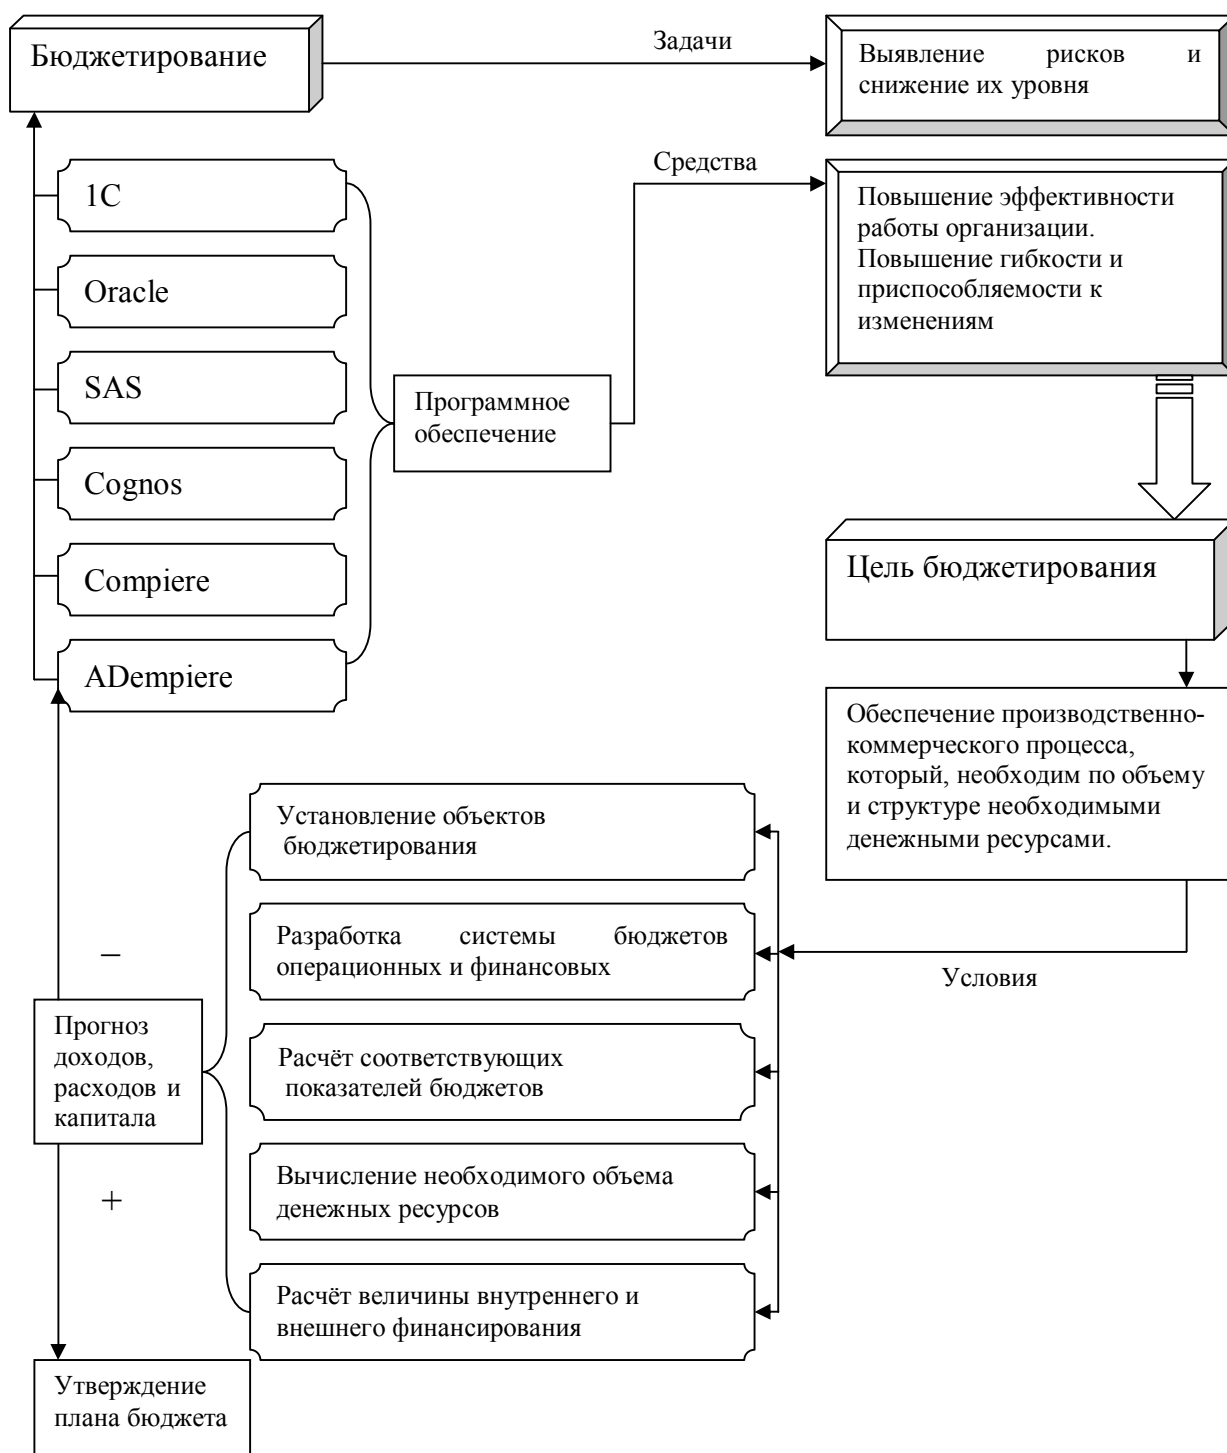 Бюджетирование
Задачи
Выявление рисков и
снижение их уровня
1С
Oracle
SAS
Cognos
Compiere
ADempiere
Программное
обеспечение
Средства
Повышение эффективности
работы организации.
Повышение гибкости и
приспособляемости к
изменениям
Цель бюджетирования
Обеспечение производственно-
коммерческого процесса,
который, необходим по объему
и структуре необходимыми
денежными ресурсами.
Условия
Установление объектов
бюджетирования
Разработка системы бюджетов
операционных и финансовых
Расчёт соответствующих
показателей бюджетов
Вычисление необходимого объема
денежных ресурсов
Расчёт величины внутреннего и
внешнего финансирования
–
Прогноз
доходов,
расходов и
капитала
+
Утверждение
плана бюджета